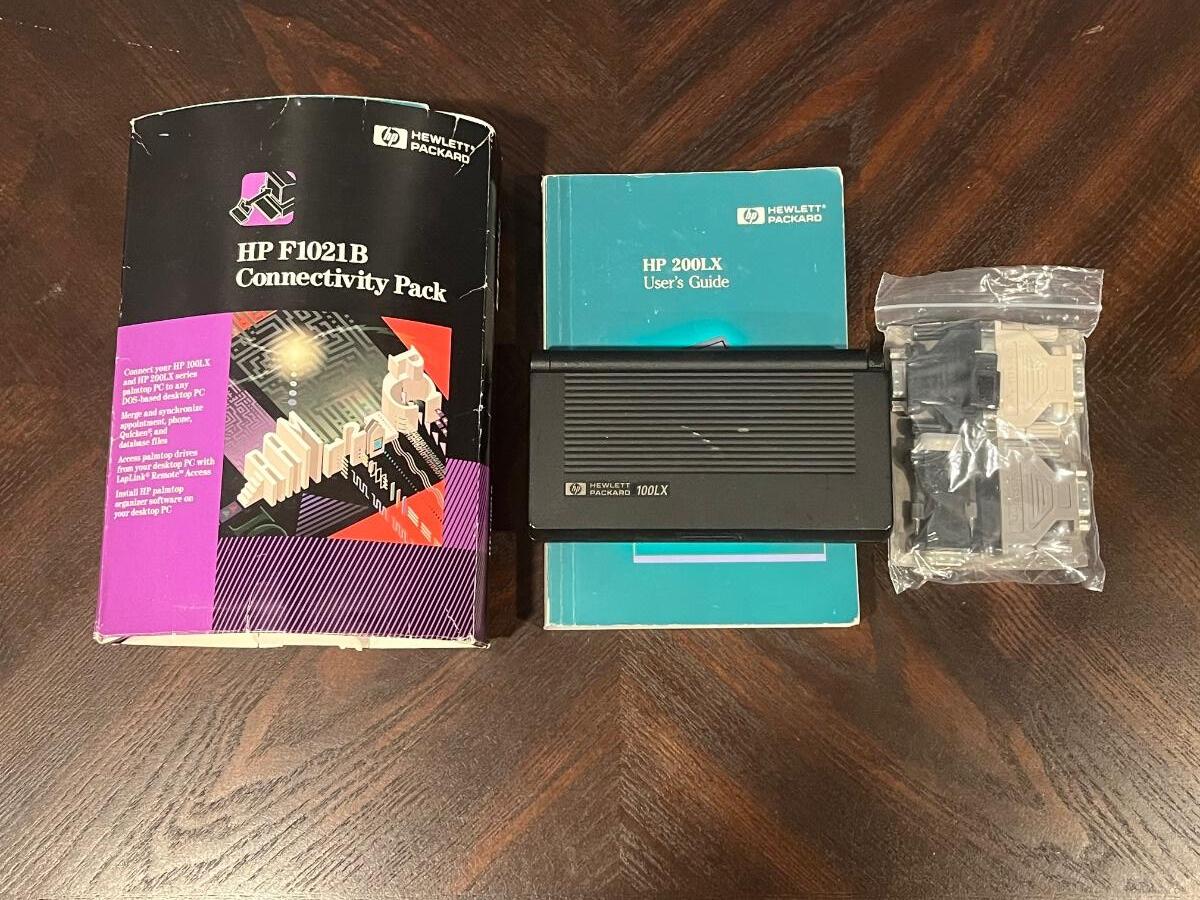 hp HEWLETT®
PACKARD
HP F1021B
Connectivity Pack
Connect your HP 100LX
and HP 200LX series
palmtop PC to any
DOS-based desktop PC
Merge and synchronize
appointment, phone,
Quicken®, and
database files
Access palmtop drives
from your desktop PC with
LapLink® Remote™ Access
Install HP palmtop
organizer software on
your desktop PC
hp HEWLETT®
PACKARD
HP 200LX
User's Guide
hp HEWLETT
PACKARD 100LX